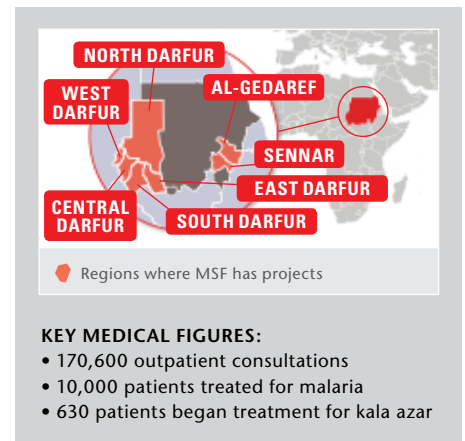 NORTH DARFUR
WEST
DARFUR
AL-GEDAREF
SENNAR
EAST DARFUR
CENTRAL
DARFUR
SOUTH DARFUR
Regions where MSF has projects
KEY MEDICAL FIGURES:
• 170,600 outpatient consultations
• 10,000 patients treated for malaria
• 630 patients began treatment for kala azar